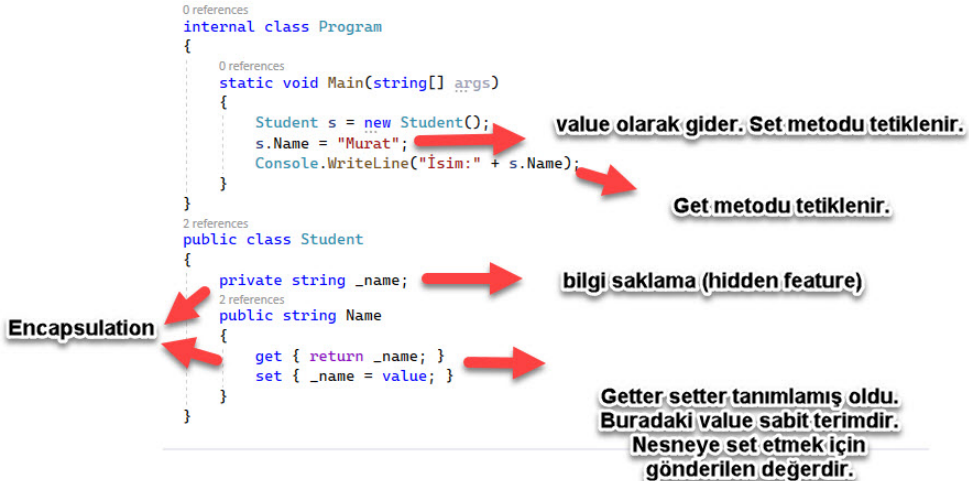 0 references
internal class Program
{
0 references
static void Main(string[] args)
{
Student s = new Student();
s.Name = "Murat";
value olarak gider. Set metodu tetiklenir.
Console.WriteLine("İsim:" + s.Name);
}
Get metodu tetiklenir.
}
2 references
public class Student
{
private string _name;
bilgi saklama (hidden feature)
2 references
public string Name
Encapsulation
{
get { return _name; }
set { _name = value; }
}
}
Getter setter tanımlamış oldu.
Buradaki value sabit terimdir.
Nesneye set etmek için
gönderilen değerdir.